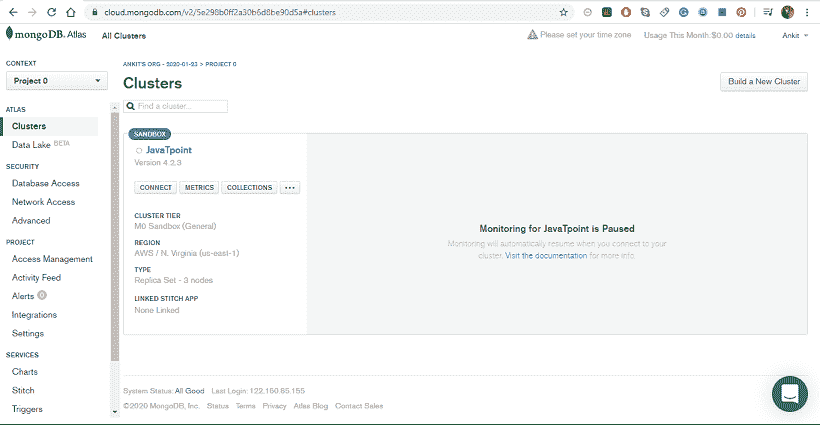 cloud.mongodb.com/v2/5e298b0ff2a30b6d8be90d5a#clusters
mongoDB. Atlas All Clusters Please set your time zone Usage This Month:$0.00 details Ankit
CONTEXT
Project 0
ATLAS
Clusters
Data Lake BETA
SECURITY
Database Access
Network Access
Advanced
PROJECT
Access Management
Activity Feed
Alerts 0
Integrations
Settings
SERVICES
Charts
Stitch
Triggers
ANKIT'S ORG - 2020-01-23 > PROJECT 0
Clusters
Build a New Cluster
Find a cluster...
SANDBOX
JavaTpoint
Version 4.2.3
CONNECT METRICS COLLECTIONS ...
CLUSTER TIER
M0 Sandbox (General)
REGION
AWS / N. Virginia (us-east-1)
TYPE
Replica Set - 3 nodes
LINKED STITCH APP
None Linked
Monitoring for JavaTpoint is Paused
Monitoring will automatically resume when you connect to your
cluster. Visit the documentation for more info.
System Status: All Good Last Login: 122.160.65.155
©2020 MongoDB, Inc. Status Terms Privacy Atlas Blog Contact Sales